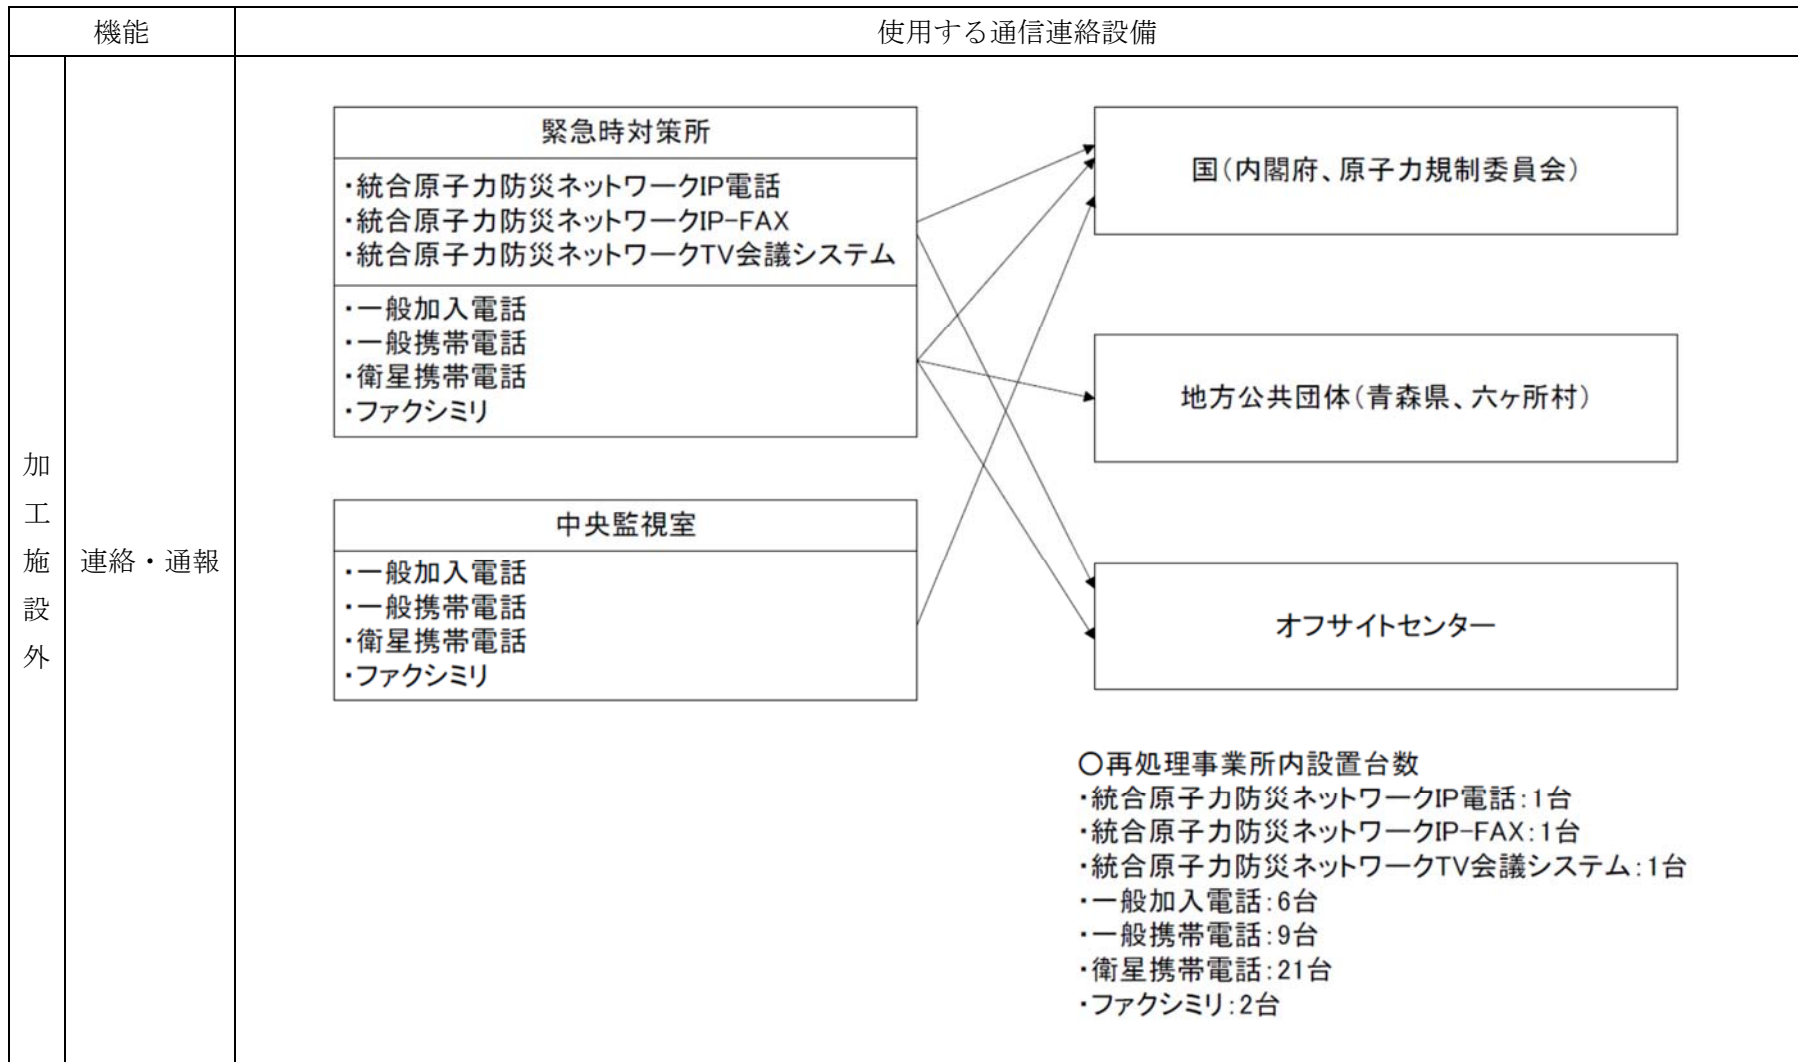 機能
使用する通信連絡設備
加工施設外
連絡・通報
緊急時対策所
・統合原子力防災ネットワークIP電話
・統合原子力防災ネットワークIP-FAX
・統合原子力防災ネットワークTV会議システム
・一般加入電話
・一般携帯電話
・衛星携帯電話
・ファクシミリ
中央監視室
・一般加入電話
・一般携帯電話
・衛星携帯電話
・ファクシミリ
国(内閣府、原子力規制委員会)
地方公共団体(青森県、六ヶ所村)
オフサイトセンター
○再処理事業所内設置台数
・統合原子力防災ネットワークIP電話:1台
・統合原子力防災ネットワークIP-FAX:1台
・統合原子力防災ネットワークTV会議システム:1台
・一般加入電話:6台
・一般携帯電話:9台
・衛星携帯電話:21台
・ファクシミリ:2台